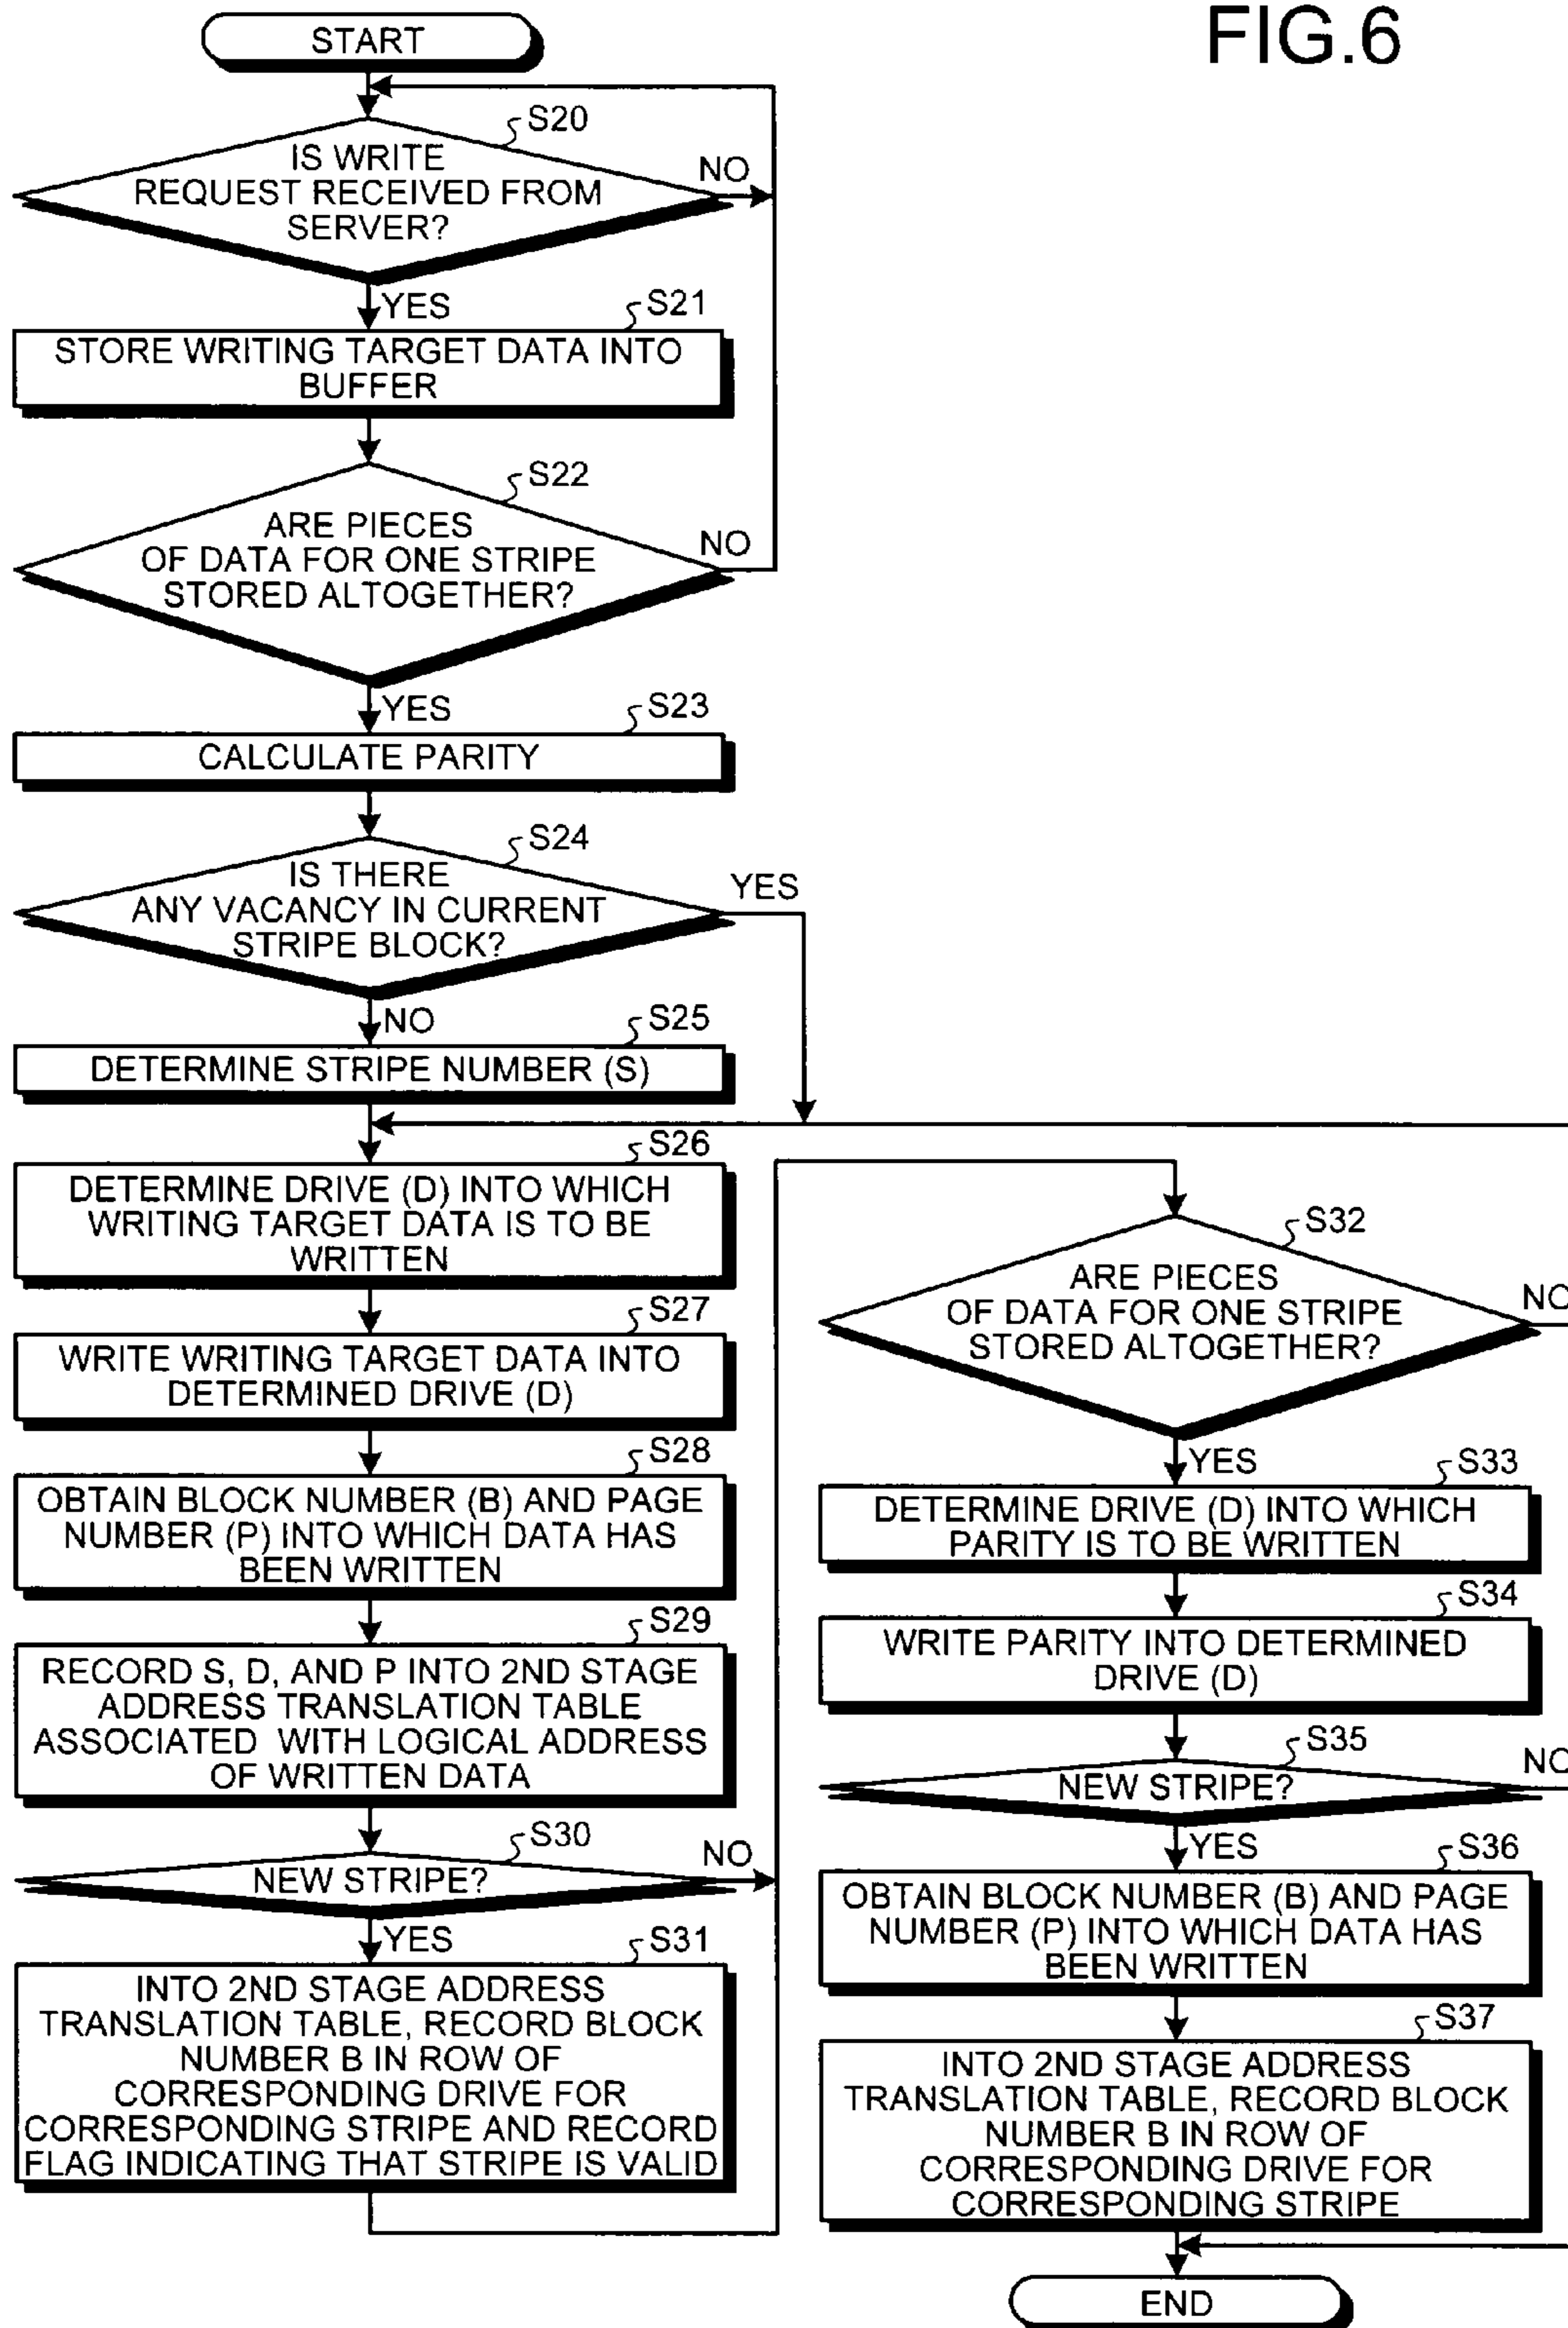 FIG.6
START
S20
IS WRITE
REQUEST RECEIVED FROM
SERVER?
NO
YES
S21
STORE WRITING TARGET DATA INTO
BUFFER
S22
ARE PIECES
OF DATA FOR ONE STRIPE
STORED ALTOGETHER?
NO
YES
S23
CALCULATE PARITY
S24
IS THERE
ANY VACANCY IN CURRENT
STRIPE BLOCK?
YES
NO
S25
DETERMINE STRIPE NUMBER (S)
S26
DETERMINE DRIVE (D) INTO WHICH
WRITING TARGET DATA IS TO BE
WRITTEN
S27
WRITE WRITING TARGET DATA INTO
DETERMINED DRIVE (D)
S28
OBTAIN BLOCK NUMBER (B) AND PAGE
NUMBER (P) INTO WHICH DATA HAS
BEEN WRITTEN
S29
RECORD S, D, AND P INTO 2ND STAGE
ADDRESS TRANSLATION TABLE
ASSOCIATED WITH LOGICAL ADDRESS
OF WRITTEN DATA
S30
NEW STRIPE?
NO
YES
S31
INTO 2ND STAGE ADDRESS
TRANSLATION TABLE, RECORD BLOCK
NUMBER B IN ROW OF
CORRESPONDING DRIVE FOR
CORRESPONDING STRIPE AND RECORD
FLAG INDICATING THAT STRIPE IS VALID
S32
ARE PIECES
OF DATA FOR ONE STRIPE
STORED ALTOGETHER?
NO
YES
S33
DETERMINE DRIVE (D) INTO WHICH
PARITY IS TO BE WRITTEN
S34
WRITE PARITY INTO DETERMINED
DRIVE (D)
S35
NEW STRIPE?
NO
YES
S36
OBTAIN BLOCK NUMBER (B) AND PAGE
NUMBER (P) INTO WHICH DATA HAS
BEEN WRITTEN
S37
INTO 2ND STAGE ADDRESS
TRANSLATION TABLE, RECORD BLOCK
NUMBER B IN ROW OF
CORRESPONDING DRIVE FOR
CORRESPONDING STRIPE
END